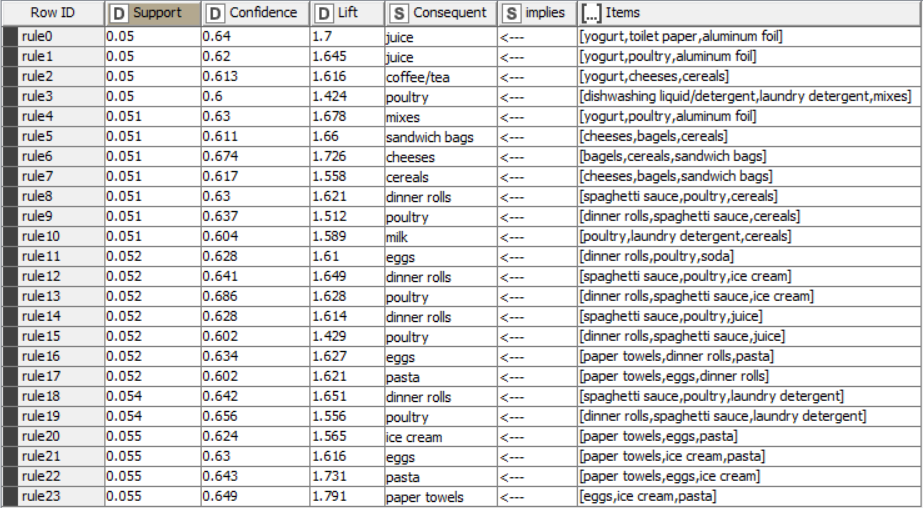 Row ID D Support D Confidence D Lift S Consequent S implies [...] Items
rule0 0.05 0.64 1.7 juice <--- [yogurt,toilet paper,aluminum foil]
rule1 0.05 0.62 1.645 juice <--- [yogurt,poultry,aluminum foil]
rule2 0.05 0.613 1.616 coffee/tea <--- [yogurt,cheeses,cereals]
rule3 0.05 0.6 1.424 poultry <--- [dishwashing liquid/detergent,laundry detergent,mixes]
rule4 0.051 0.63 1.678 mixes <--- [yogurt,poultry,aluminum foil]
rule5 0.051 0.611 1.66 sandwich bags <--- [cheeses,bagels,cereals]
rule6 0.051 0.674 1.726 cheeses <--- [bagels,cereals,sandwich bags]
rule7 0.051 0.617 1.558 cereals <--- [cheeses,bagels,sandwich bags]
rule8 0.051 0.63 1.621 dinner rolls <--- [spaghetti sauce,poultry,cereals]
rule9 0.051 0.637 1.512 poultry <--- [dinner rolls,spaghetti sauce,cereals]
rule10 0.051 0.604 1.589 milk <--- [poultry,laundry detergent,cereals]
rule11 0.052 0.628 1.61 eggs <--- [dinner rolls,poultry,soda]
rule12 0.052 0.641 1.649 dinner rolls <--- [spaghetti sauce,poultry,ice cream]
rule13 0.052 0.686 1.628 poultry <--- [dinner rolls,spaghetti sauce,ice cream]
rule14 0.052 0.628 1.614 dinner rolls <--- [spaghetti sauce,poultry,juice]
rule15 0.052 0.602 1.429 poultry <--- [dinner rolls,spaghetti sauce,juice]
rule16 0.052 0.634 1.627 eggs <--- [paper towels,dinner rolls,pasta]
rule17 0.052 0.602 1.621 pasta <--- [paper towels,eggs,dinner rolls]
rule18 0.054 0.642 1.651 dinner rolls <--- [spaghetti sauce,poultry,laundry detergent]
rule19 0.054 0.656 1.556 poultry <--- [dinner rolls,spaghetti sauce,laundry detergent]
rule20 0.055 0.624 1.565 ice cream <--- [paper towels,eggs,pasta]
rule21 0.055 0.63 1.616 eggs <--- [paper towels,ice cream,pasta]
rule22 0.055 0.643 1.731 pasta <--- [paper towels,eggs,ice cream]
rule23 0.055 0.649 1.791 paper towels <--- [eggs,ice cream,pasta]